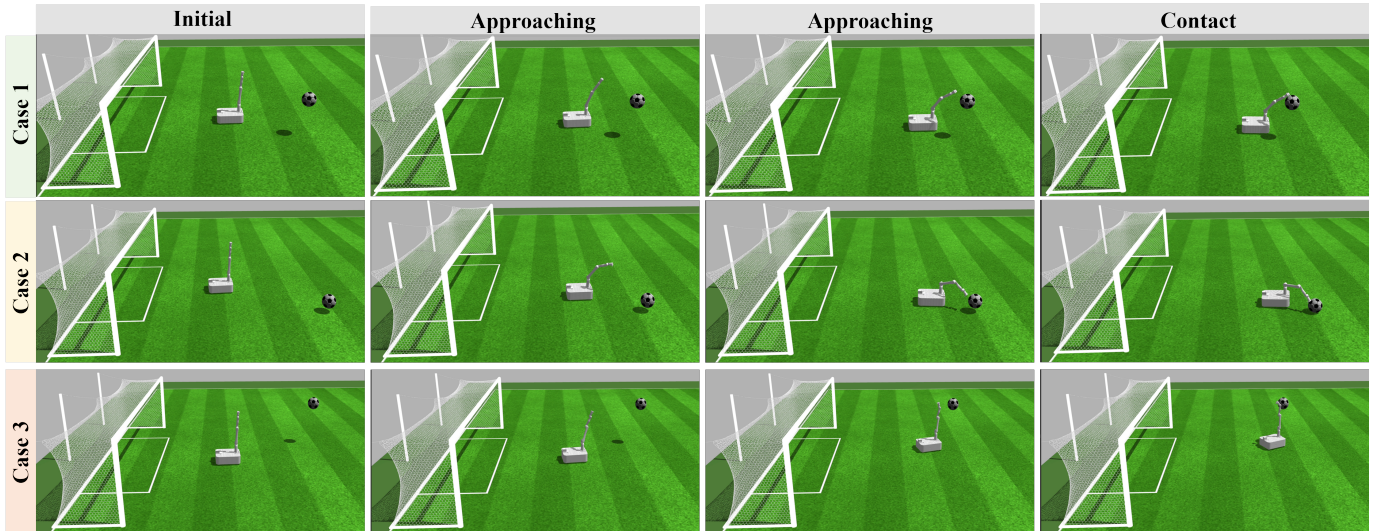 Initial
Approaching
Approaching
Contact
Case 1
Case 2
Case 3